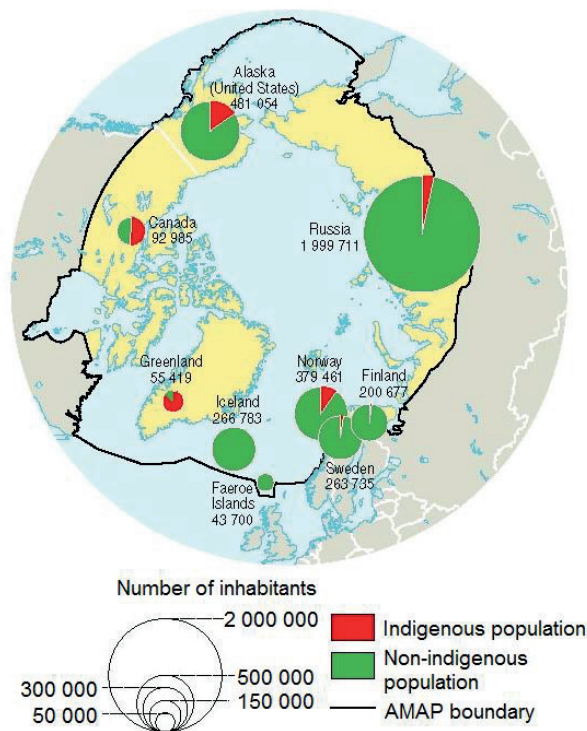 Alaska
(United States)
481 054
Canada
92 985
Russia
1 999 711
Greenland
55 419
Iceland
266 783
Norway
379 461
Finland
200 677
Sweden
263 735
Faeroe
Islands
43 700
Number of inhabitants
2 000 000
500 000
300 000
150 000
50 000
Indigenous population
Non-indigenous
population
AMAP boundary